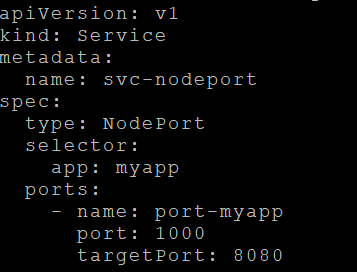 apiVersion: v1
kind: Service
metadata:
  name: svc-nodeport
spec:
  type: NodePort
  selector:
    app: myapp
  ports:
    - name: port-myapp
      port: 1000
      targetPort: 8080